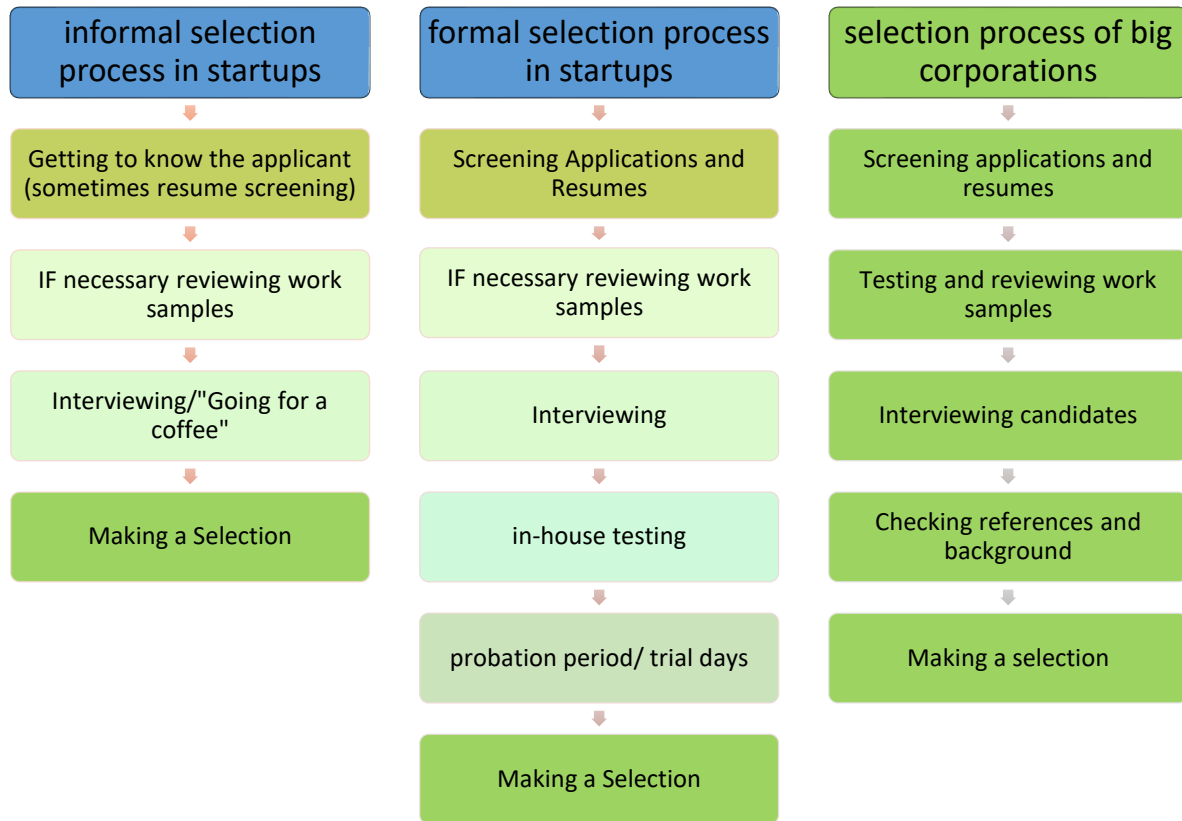 informal selection
process in startups
Getting to know the applicant
(sometimes resume screening)
IF necessary reviewing work
samples
Interviewing/"Going for a
coffee"
Making a Selection
formal selection process
in startups
Screening Applications and
Resumes
IF necessary reviewing work
samples
Interviewing
in-house testing
probation period/ trial days
Making a Selection
selection process of big
corporations
Screening applications and
resumes
Testing and reviewing work
samples
Interviewing candidates
Checking references and
background
Making a selection